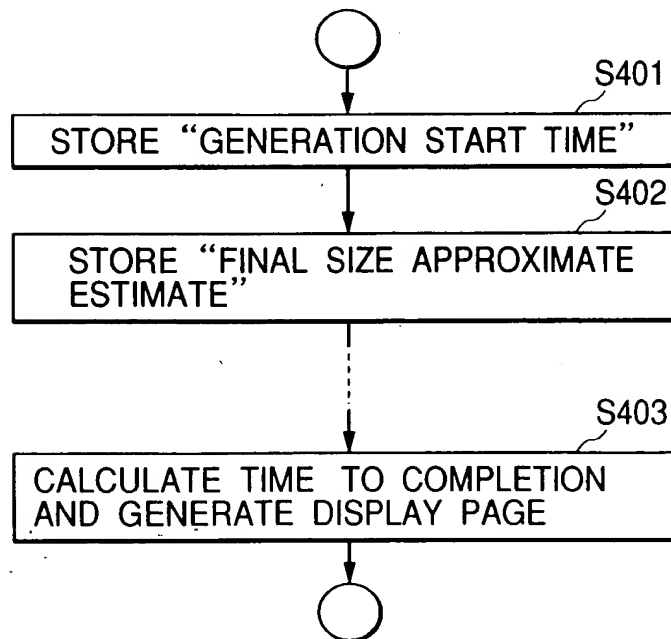 S401
STORE “GENERATION START TIME”
S402
STORE “FINAL SIZE APPROXIMATE
ESTIMATE”
S403
CALCULATE TIME TO COMPLETION
AND GENERATE DISPLAY PAGE